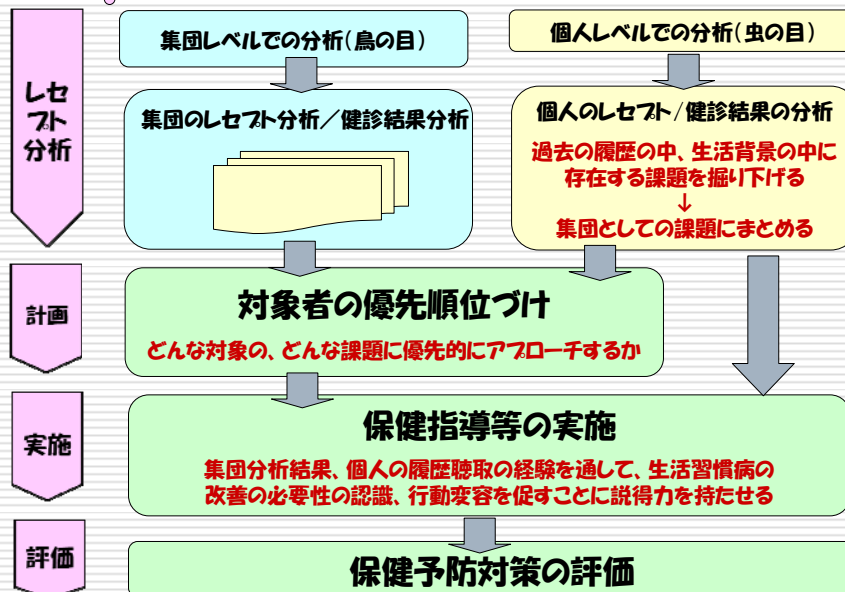 レセプト
分析
集団レベルでの分析(鳥の目)
個人レベルでの分析(虫の目)
集団のレセプト分析/健診結果分析
個人のレセプト/健診結果の分析
過去の履歴の中、生活背景の中に
存在する課題を掘り下げる
↓
集団としての課題にまとめる
計画
対象者の優先順位づけ
どんな対象の、どんな課題に優先的にアプローチするか
実施
保健指導等の実施
集団分析結果、個人の履歴聴取の経験を通して、生活習慣病の
改善の必要性の認識、行動変容を促すことに説得力を持たせる
評価
保健予防対策の評価